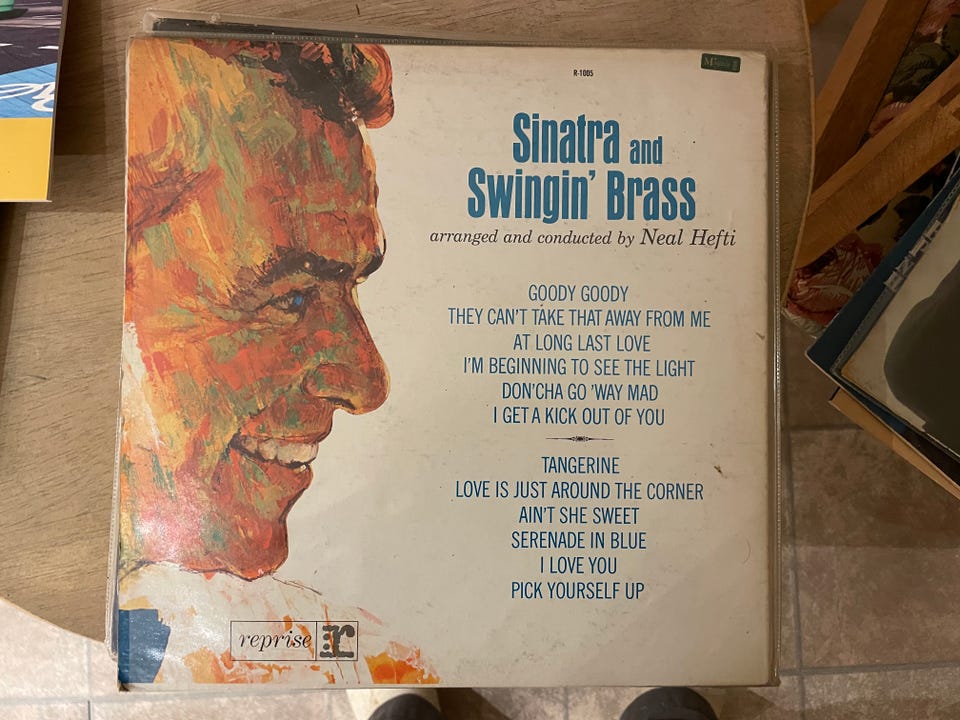 R-1005
Sinatra and
Swingin' Brass
arranged and conducted by Neal Hefti
GOODY GOODY
THEY CAN'T TAKE THAT AWAY FROM ME
AT LONG LAST LOVE
I'M BEGINNING TO SEE THE LIGHT
DON'CHA GO 'WAY MAD
I GET A KICK OUT OF YOU
TANGERINE
LOVE IS JUST AROUND THE CORNER
AIN'T SHE SWEET
SERENADE IN BLUE
I LOVE YOU
PICK YOURSELF UP
reprise r